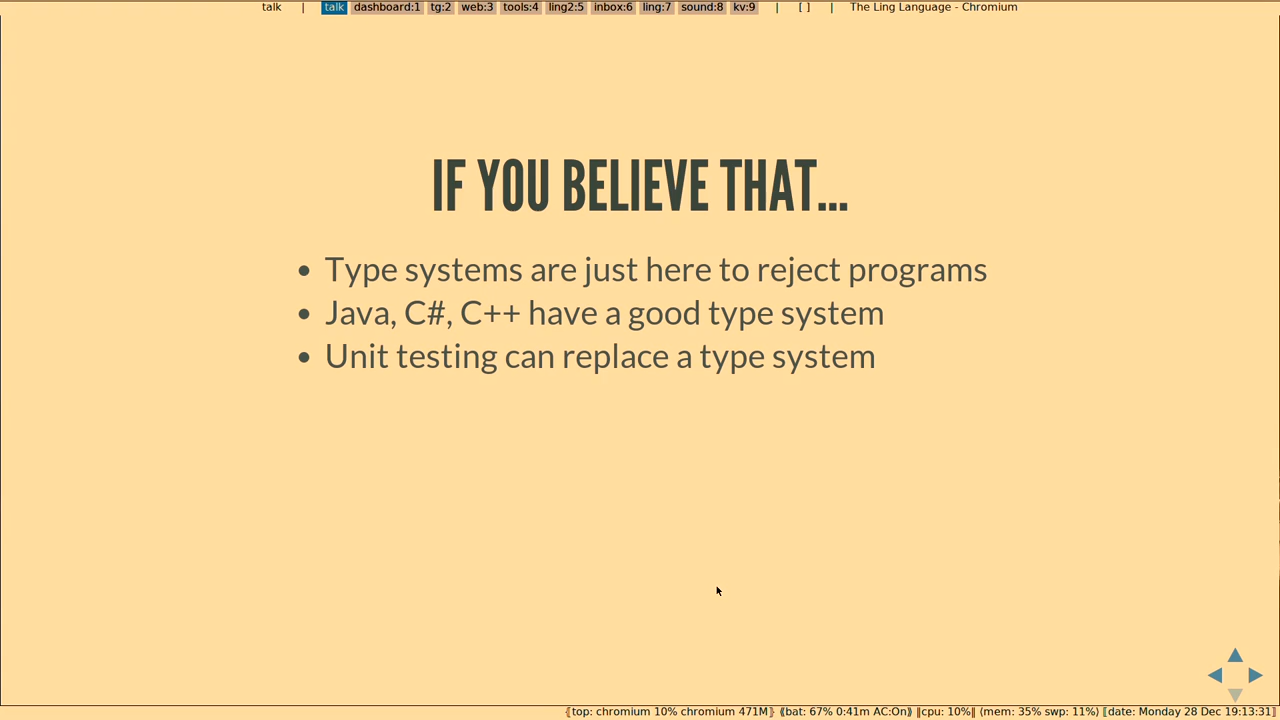 talk | talk dashboard:1 tg:2 web:3 tools:4 ling2:5 inbox:6 ling:7 sound:8 kv:9 | [ ] | The Ling Language - Chromium
IF YOU BELIEVE THAT...
• Type systems are just here to reject programs
• Java, C#, C++ have a good type system
• Unit testing can replace a type system
⦃top: chromium 10% chromium 471M⦄ ⦅bat: 67% 0:41m AC:On⦆ ‖cpu: 10%‖ (mem: 35% swp: 11%) ⟦date: Monday 28 Dec 19:13:31⟧